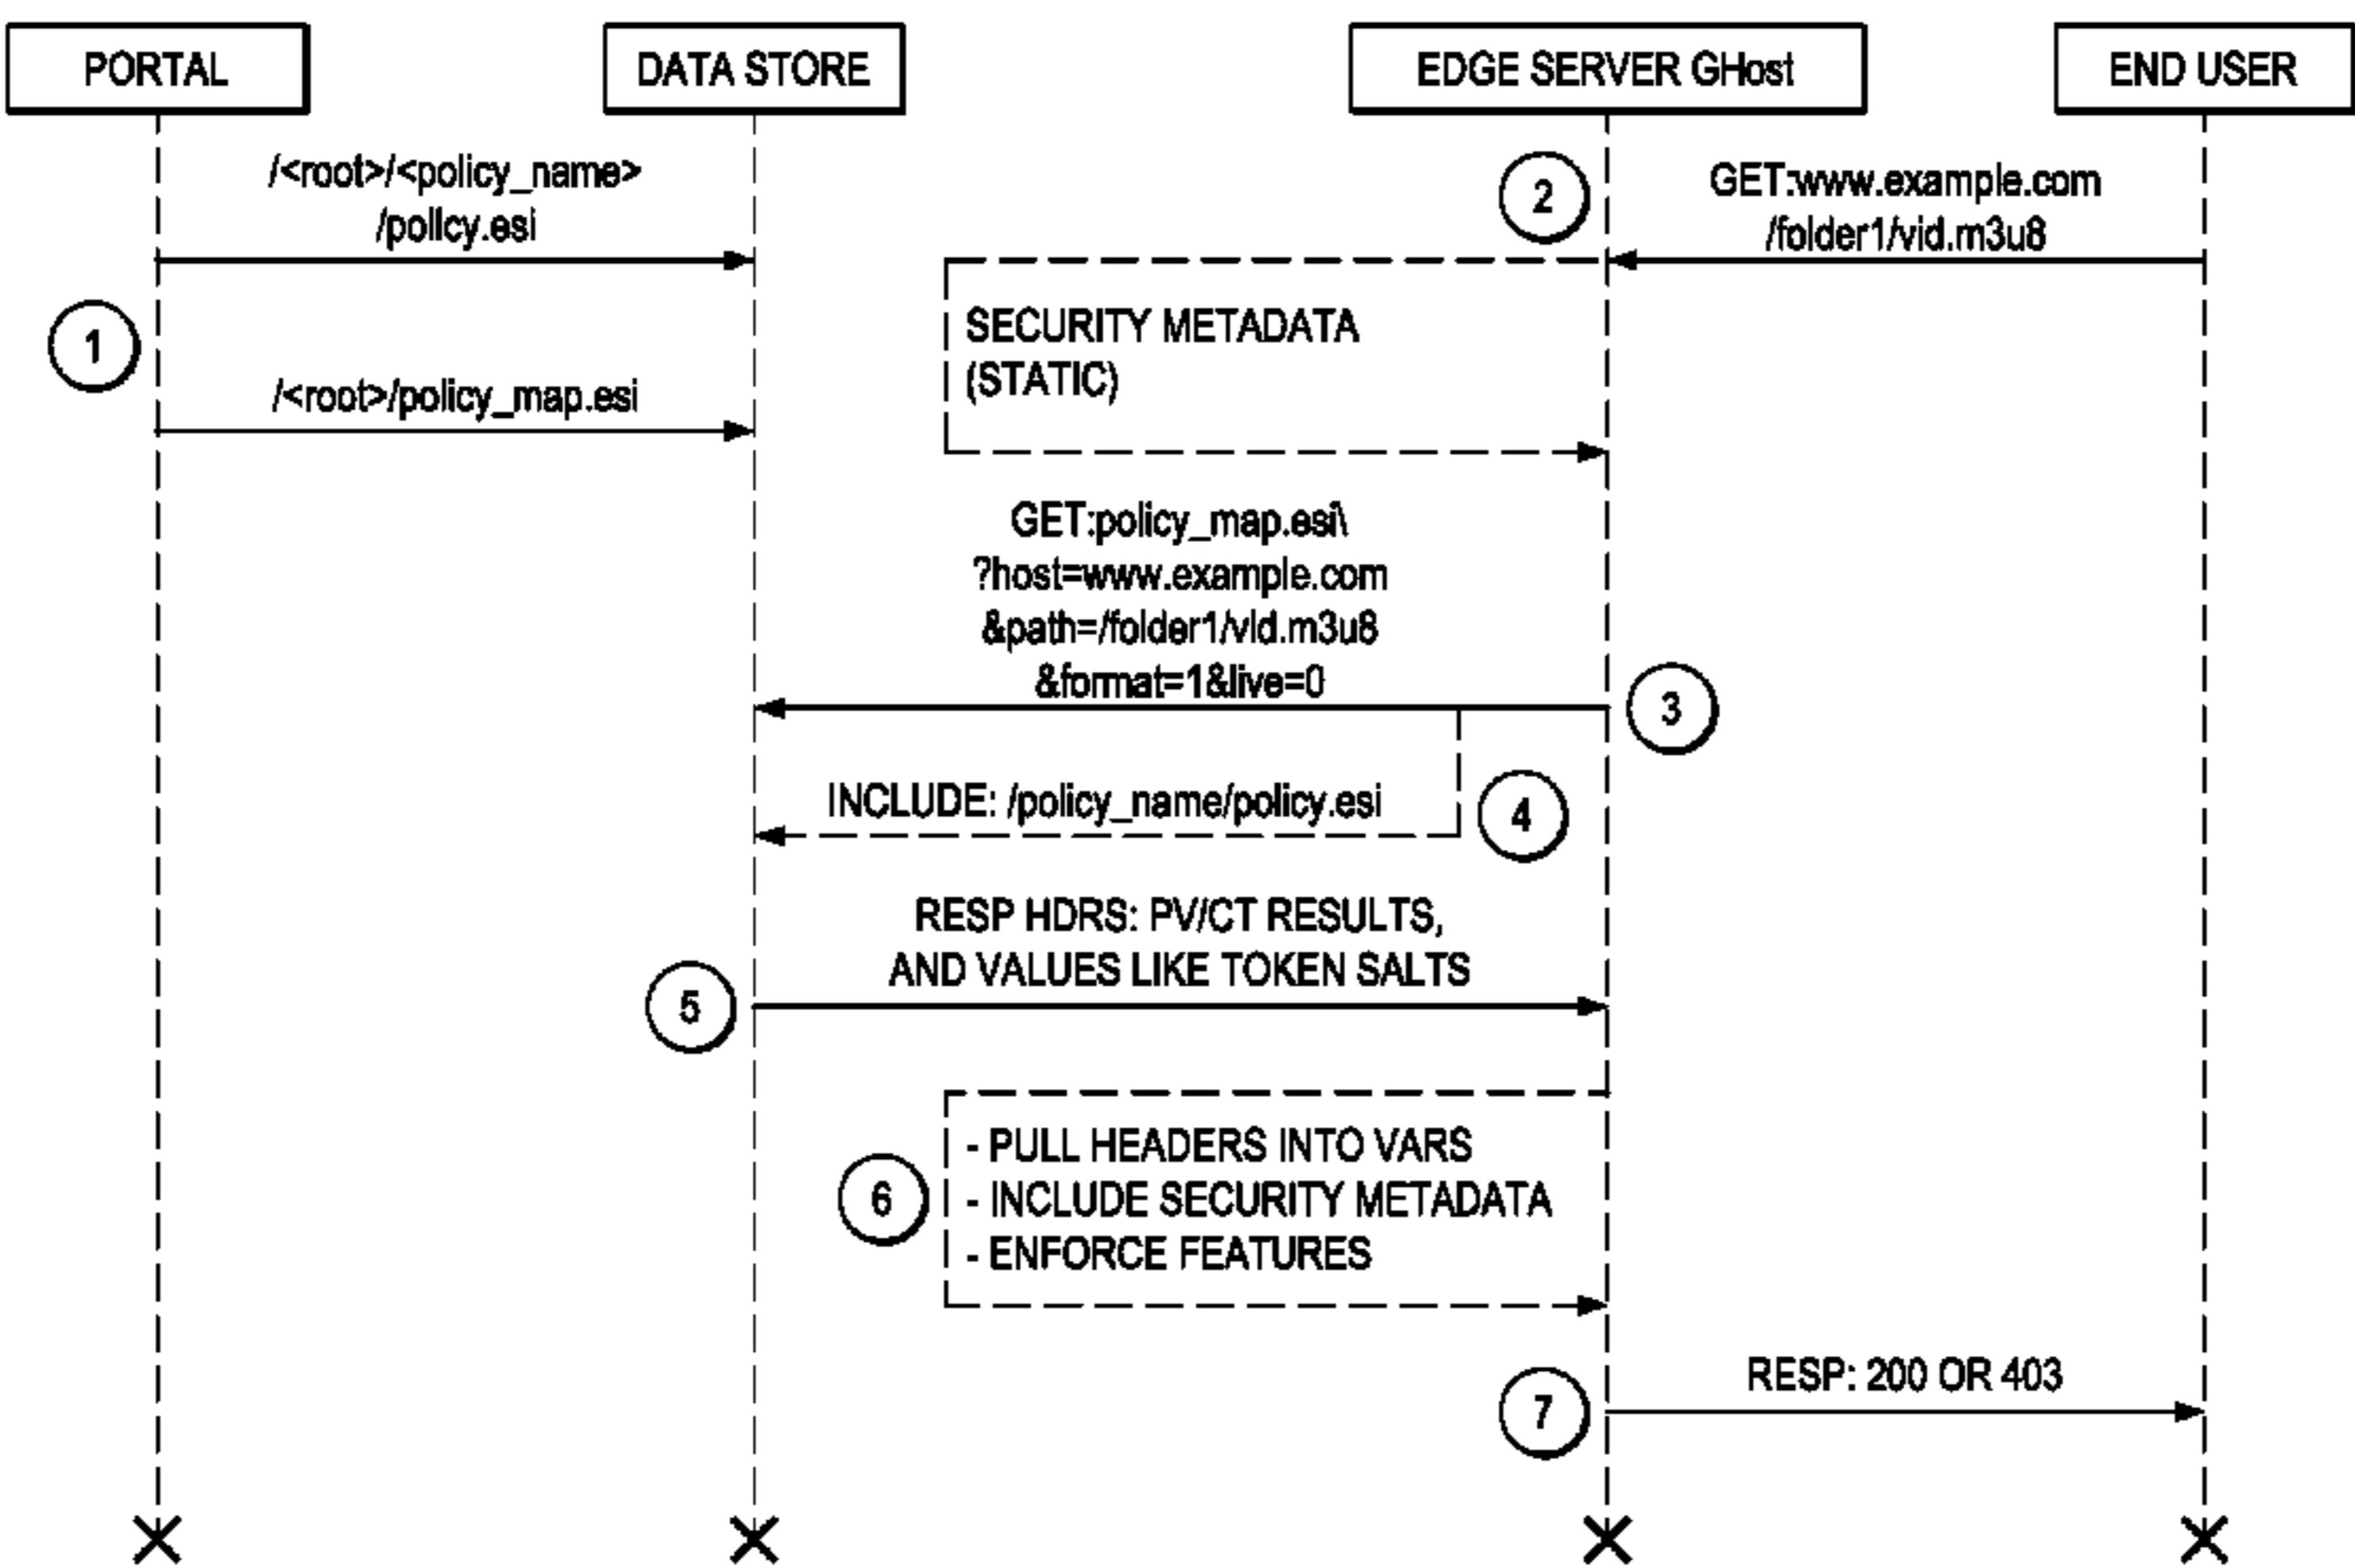 PORTAL
DATA STORE
EDGE SERVER GHost
END USER
/<root>/<policy_name>
/policy.esi
2
GET:www.example.com
/folder1/vid.m3u8
1
SECURITY METADATA
(STATIC)
/<root>/policy_map.esi
GET:policy_map.esi\
?host=www.example.com
&path=/folder1/vid.m3u8
&format=1&live=0
3
INCLUDE: /policy_name/policy.esi
4
RESP HDRS: PV/CT RESULTS,
AND VALUES LIKE TOKEN SALTS
5
- PULL HEADERS INTO VARS
6
- INCLUDE SECURITY METADATA
- ENFORCE FEATURES
RESP: 200 OR 403
7